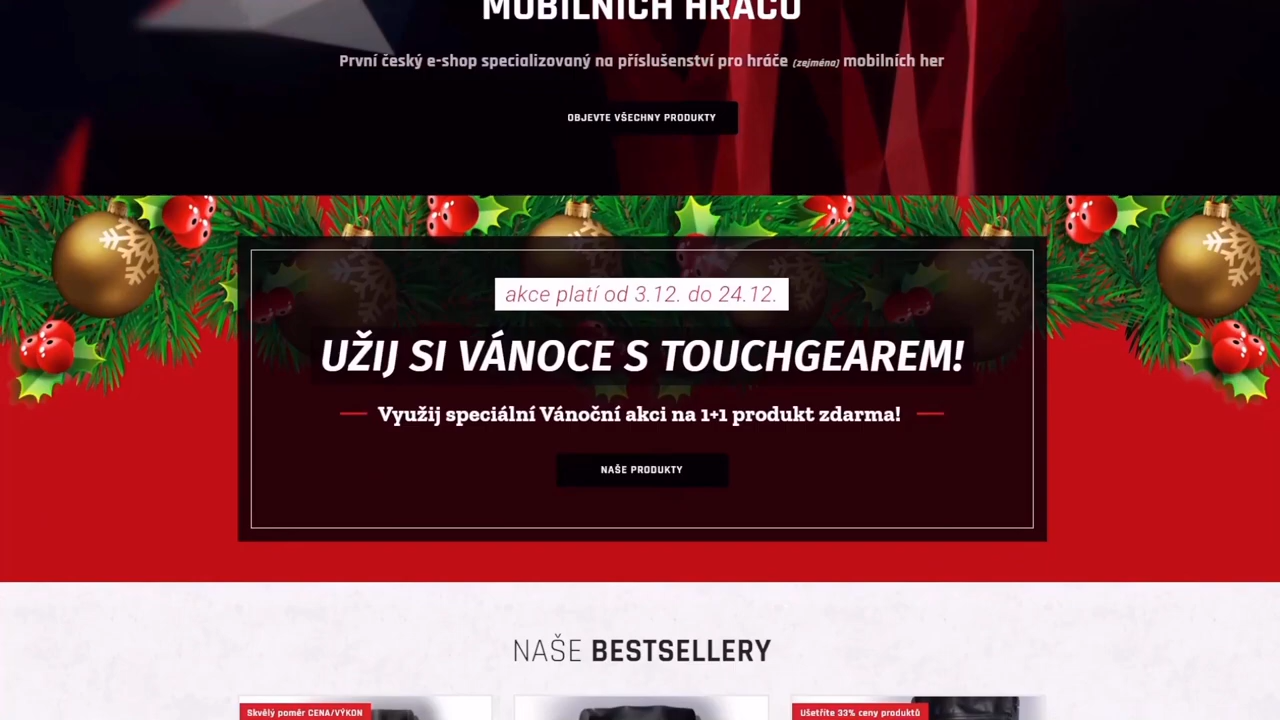 MOBILNÍCH HRÁČŮ
První český e-shop specializovaný na příslušenství pro hráče (zejména) mobilních her
OBJEVTE VŠECHNY PRODUKTY
akce platí od 3.12. do 24.12.
UŽIJ SI VÁNOCE S TOUCHGEAREM!
Využij speciální Vánoční akci na 1+1 produkt zdarma!
NAŠE PRODUKTY
NAŠE BESTSELLERY
Skvělý poměr CENA/VÝKON
Ušetříte 33% ceny produktů